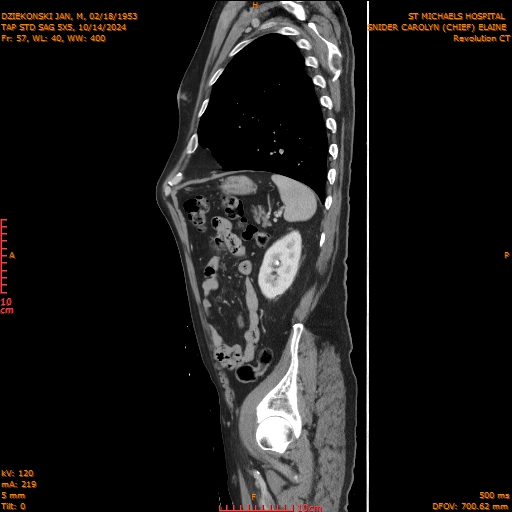 DZIEKONSKI JAN, M, 02/18/1953
TAP STD SAG 5X5, 10/14/2024
Fr: 57, WL: 40, WW: 400
H
ST MICHAELS HOSPITAL
SNIDER CAROLYN (CHIEF) ELAINE
Revolution CT
A
P
10
cm
kV: 120
mA: 219
5 mm
Tilt: 0
F
10cm
500 ms
DFOV: 700.62 mm